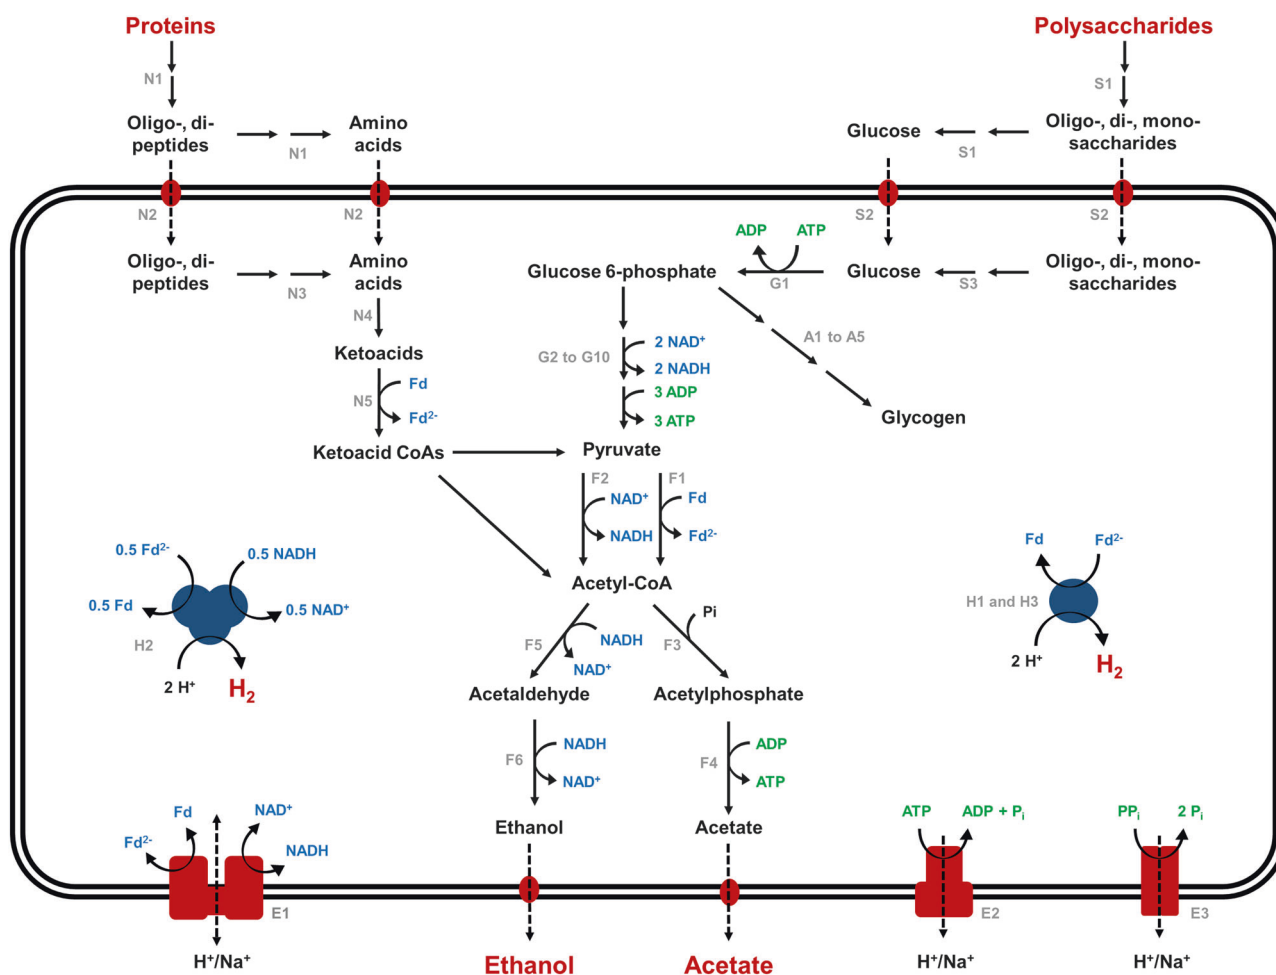 Proteins
Polysaccharides
N1
S1
Oligo-, di-
peptides
Amino
acids
Glucose
Oligo-, di-, mono-
saccharides
N1
S1
N2
N2
S2
S2
ADP
ATP
Oligo-, di-
peptides
Amino
acids
Glucose 6-phosphate
Glucose
Oligo-, di-, mono-
saccharides
N3
G1
S3
N4
A1 to A5
Ketoacids
G2 to G10
2 NAD⁺
2 NADH
Fd
3 ADP
N5
Fd²⁻
3 ATP
Glycogen
Ketoacid CoAs
Pyruvate
F2
F1
NAD⁺
Fd
NADH
Fd²⁻
0.5 Fd²⁻
0.5 NADH
Fd
Fd²⁻
Acetyl-CoA
0.5 Fd
0.5 NAD⁺
H1 and H3
Pi
H2
F5
NADH
F3
2 H⁺
H₂
NAD⁺
2 H⁺
H₂
Acetaldehyde
Acetylphosphate
NADH
ADP
F6
F4
NAD⁺
ATP
Fd
NAD⁺
ATP
ADP + Pᵢ
PPᵢ
2 Pᵢ
Fd²⁻
NADH
Ethanol
Acetate
E1
E2
E3
H⁺/Na⁺
Ethanol
Acetate
H⁺/Na⁺
H⁺/Na⁺